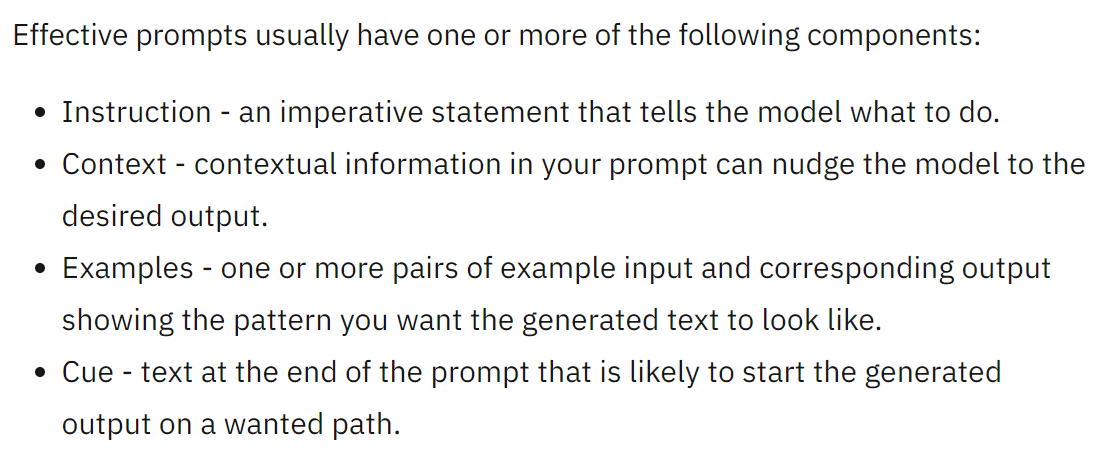 Effective prompts usually have one or more of the following components:
• Instruction - an imperative statement that tells the model what to do.
• Context - contextual information in your prompt can nudge the model to the
desired output.
• Examples - one or more pairs of example input and corresponding output
showing the pattern you want the generated text to look like.
• Cue - text at the end of the prompt that is likely to start the generated
output on a wanted path.